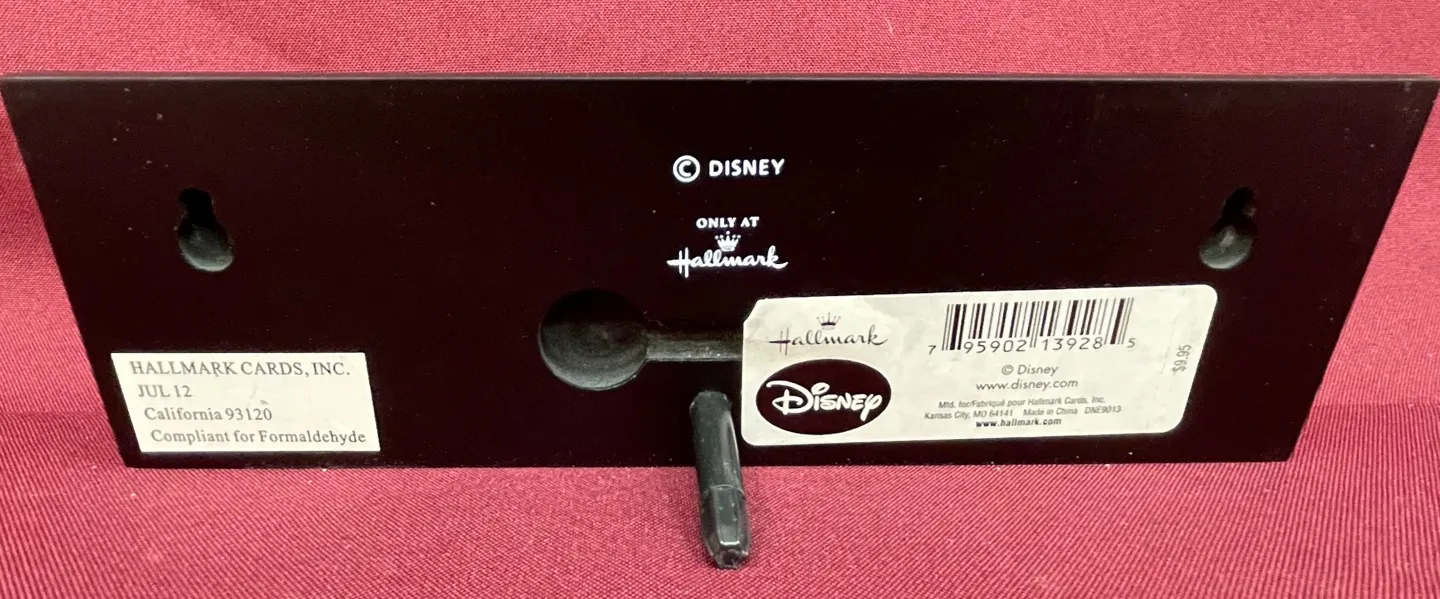 © DISNEY
ONLY AT
Hallmark
HALLMARK CARDS, INC.
JUL 12
California 93120
Compliant for Formaldehyde
Hallmark
Disney
7 95902 13928 5
© Disney
www.disney.com
Mfd. for/Fabriqué pour Hallmark Cards, Inc.
Kansas City, MO 64141 Made in China DNE9013
www.hallmark.com
$9.95